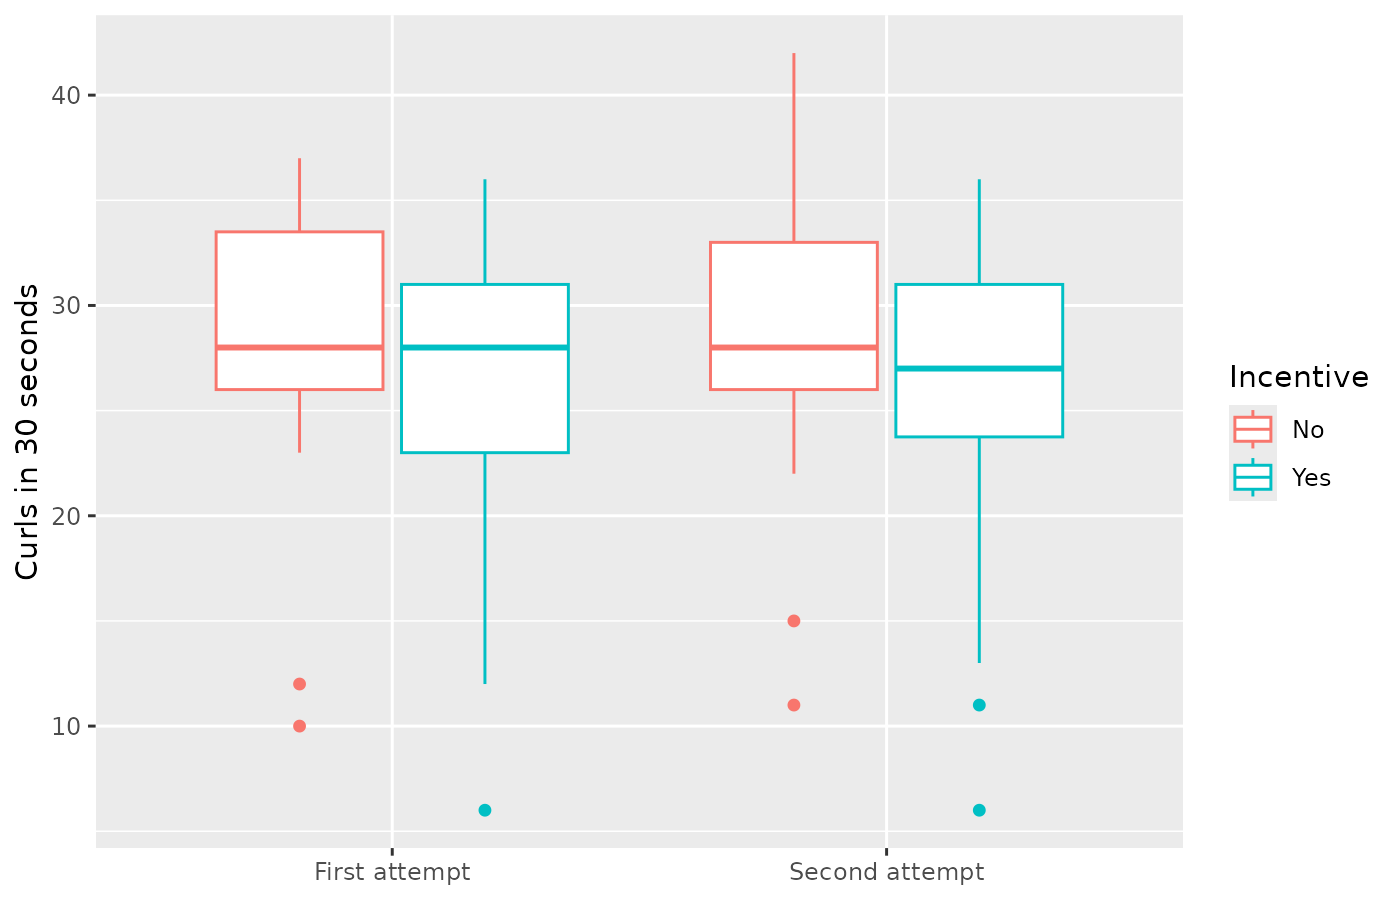 Curls in 30 seconds
40
30
20
10
First attempt
Second attempt
Incentive
No
Yes